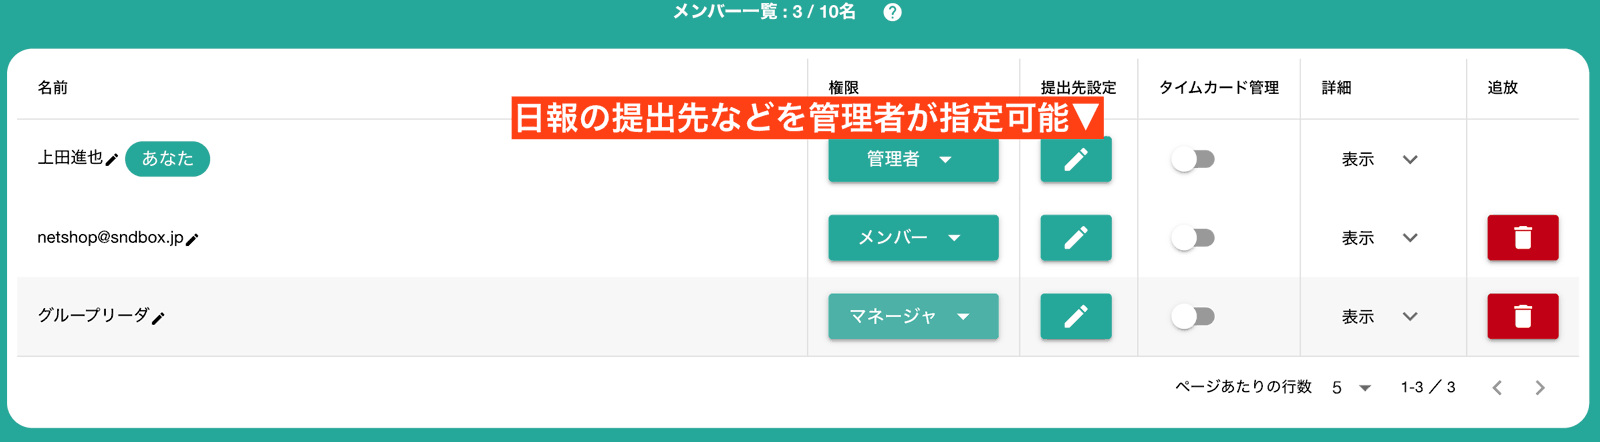 メンバー一覧 : 3 / 10名 ?
名前 権限 提出先設定 タイムカード管理 詳細 追放
日報の提出先などを管理者が指定可能▼
上田進也 あなた 管理者 表示
netshop@sndbox.jp メンバー 表示
グループリーダ マネージャ 表示
ページあたりの行数 5 1-3 ／ 3